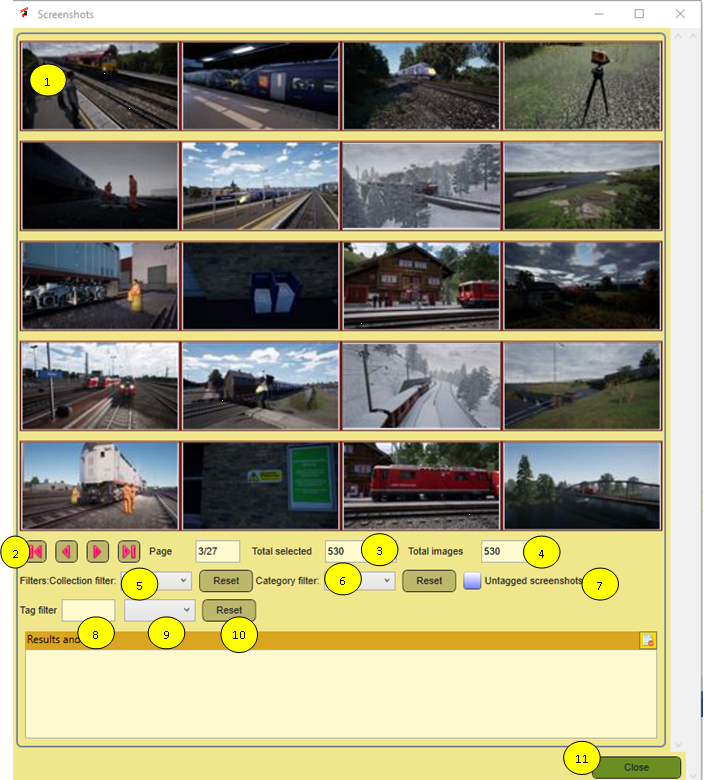 Screenshots
1
2
Page
3/27
Total selected
530
3
Total images
530
4
Filters:Collection filter:
5
Reset
Category filter:
6
Reset
Untagged screenshots
7
Tag filter
8
9
Reset
10
Results and
11
Close